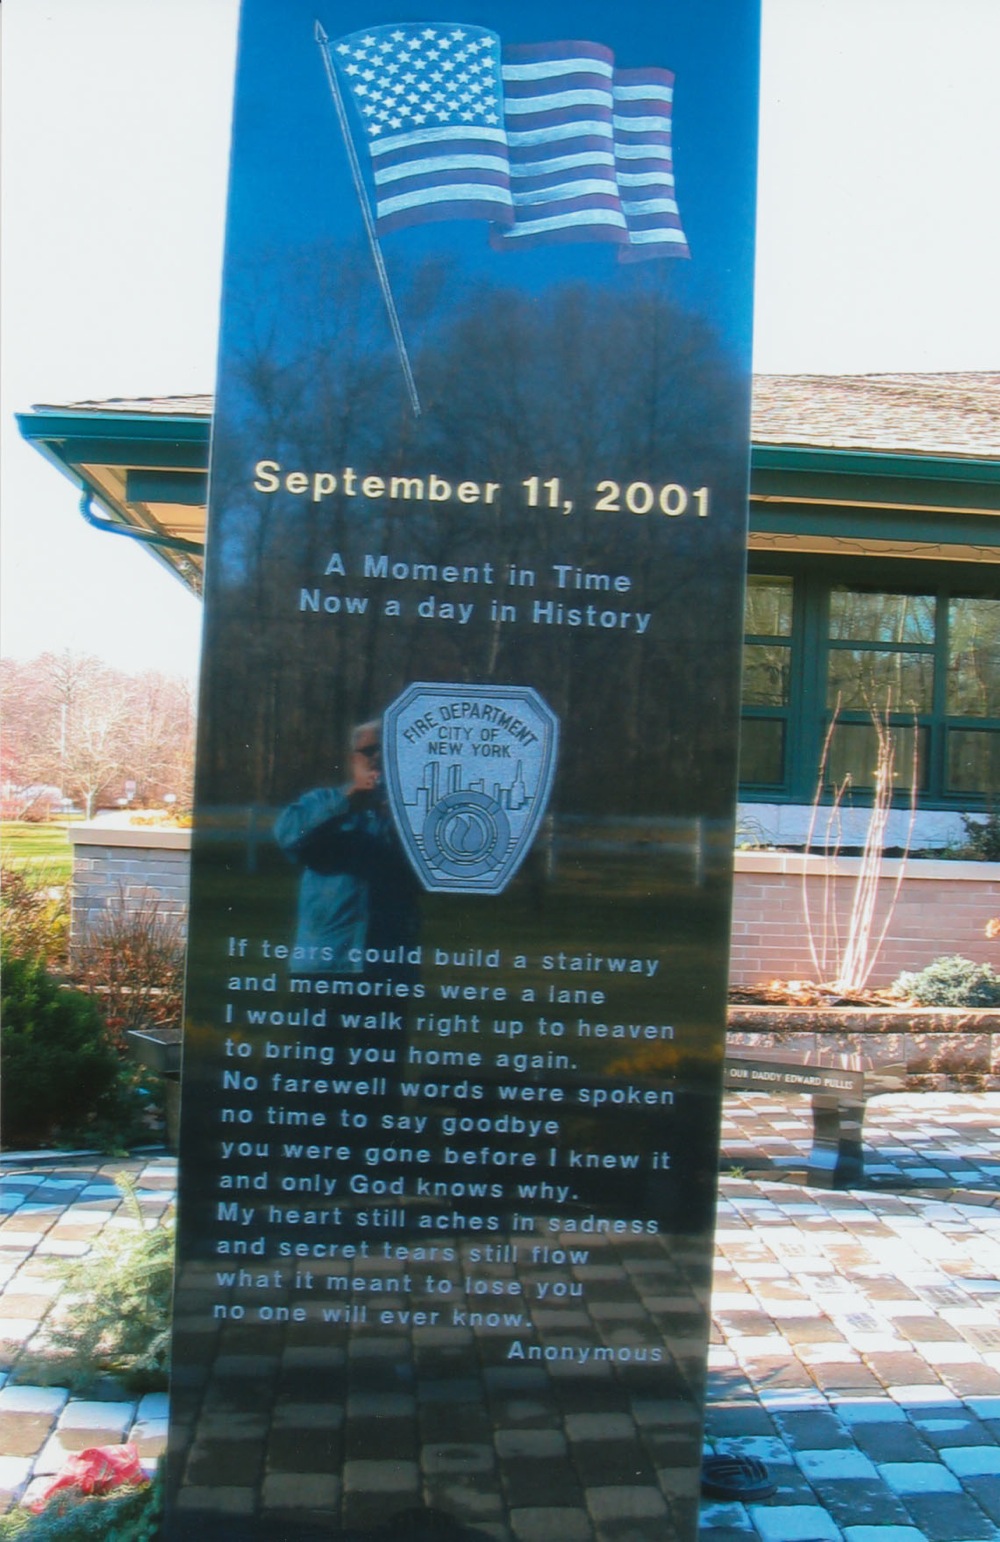 September 11, 2001
A Moment in Time
Now a day in History
FIRE DEPARTMENT
CITY OF
NEW YORK
If tears could build a stairway
and memories were a lane
I would walk right up to heaven
to bring you home again.
No farewell words were spoken
no time to say goodbye
you were gone before I knew it
and only God knows why.
My heart still aches in sadness
and secret tears still flow
what it meant to lose you
no one will ever know.
Anonymous
OUR DADDY EDWARD PULLIS